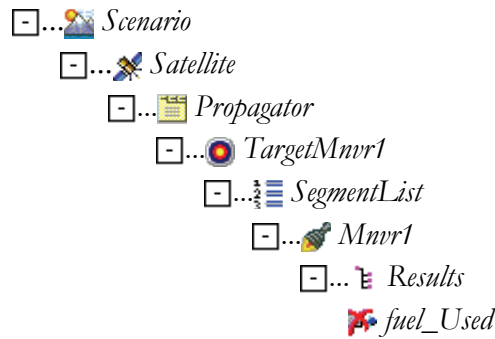 Scenario
Satellite
Propagator
TargetMnvr1
SegmentList
Mnvr1
Results
fuel_Used